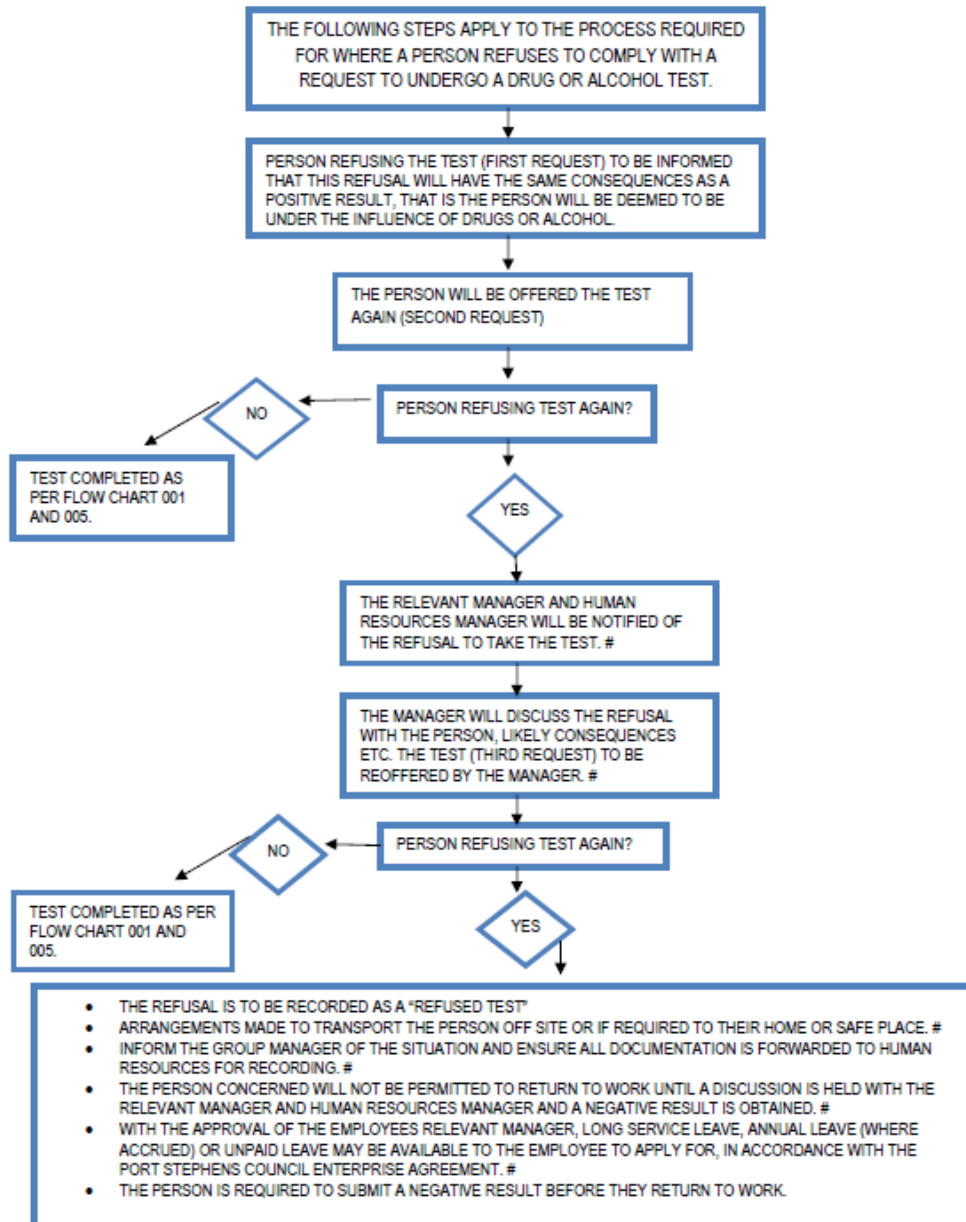 THE FOLLOWING STEPS APPLY TO THE PROCESS REQUIRED
FOR WHERE A PERSON REFUSES TO COMPLY WITH A
REQUEST TO UNDERGO A DRUG OR ALCOHOL TEST.
PERSON REFUSING THE TEST (FIRST REQUEST) TO BE INFORMED
THAT THIS REFUSAL WILL HAVE THE SAME CONSEQUENCES AS A
POSITIVE RESULT, THAT IS THE PERSON WILL BE DEEMED TO BE
UNDER THE INFLUENCE OF DRUGS OR ALCOHOL.
THE PERSON WILL BE OFFERED THE TEST
AGAIN (SECOND REQUEST)
PERSON REFUSING TEST AGAIN?
NO
TEST COMPLETED AS
PER FLOW CHART 001
AND 005.
YES
THE RELEVANT MANAGER AND HUMAN
RESOURCES MANAGER WILL BE NOTIFIED OF
THE REFUSAL TO TAKE THE TEST. #
THE MANAGER WILL DISCUSS THE REFUSAL
WITH THE PERSON, LIKELY CONSEQUENCES
ETC. THE TEST (THIRD REQUEST) TO BE
REOFFERED BY THE MANAGER. #
PERSON REFUSING TEST AGAIN?
NO
TEST COMPLETED AS PER
FLOW CHART 001 AND
005.
YES
• THE REFUSAL IS TO BE RECORDED AS A “REFUSED TEST”
• ARRANGEMENTS MADE TO TRANSPORT THE PERSON OFF SITE OR IF REQUIRED TO THEIR HOME OR SAFE PLACE. #
• INFORM THE GROUP MANAGER OF THE SITUATION AND ENSURE ALL DOCUMENTATION IS FORWARDED TO HUMAN
RESOURCES FOR RECORDING. #
• THE PERSON CONCERNED WILL NOT BE PERMITTED TO RETURN TO WORK UNTIL A DISCUSSION IS HELD WITH THE
RELEVANT MANAGER AND HUMAN RESOURCES MANAGER AND A NEGATIVE RESULT IS OBTAINED. #
• WITH THE APPROVAL OF THE EMPLOYEES RELEVANT MANAGER, LONG SERVICE LEAVE, ANNUAL LEAVE (WHERE
ACCRUED) OR UNPAID LEAVE MAY BE AVAILABLE TO THE EMPLOYEE TO APPLY FOR, IN ACCORDANCE WITH THE
PORT STEPHENS COUNCIL ENTERPRISE AGREEMENT. #
• THE PERSON IS REQUIRED TO SUBMIT A NEGATIVE RESULT BEFORE THEY RETURN TO WORK.